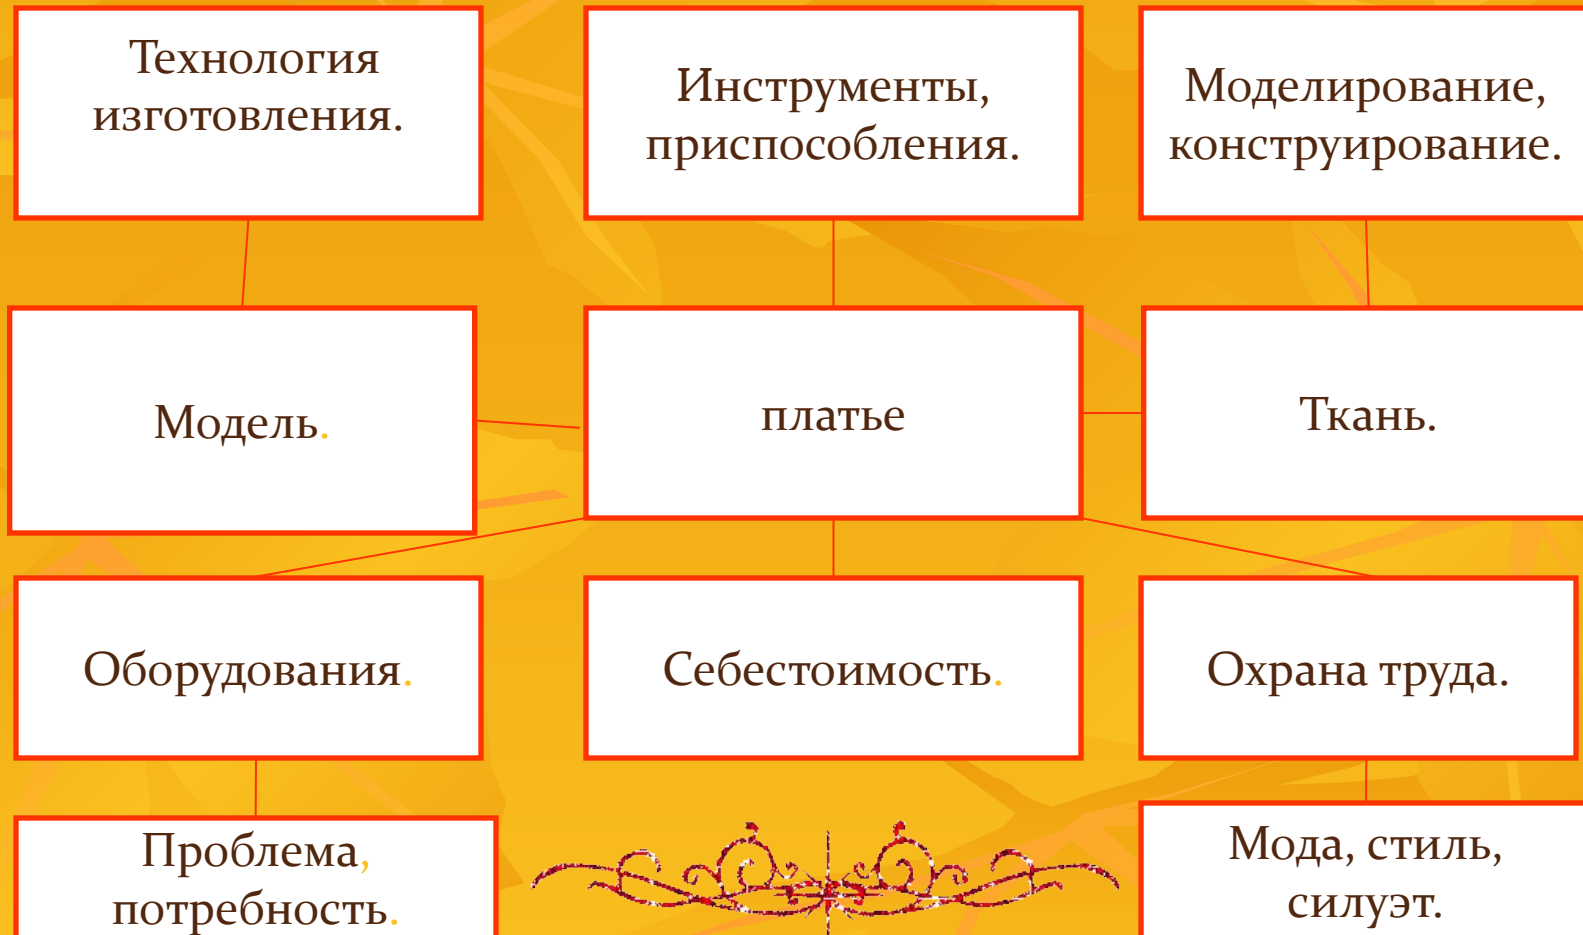 Технология
изготовления.
Инструменты,
приспособления.
Моделирование,
конструирование.
Модель.
платье
Ткань.
Оборудования.
Себестоимость.
Охрана труда.
Проблема,
потребность.
Мода, стиль,
силуэт.